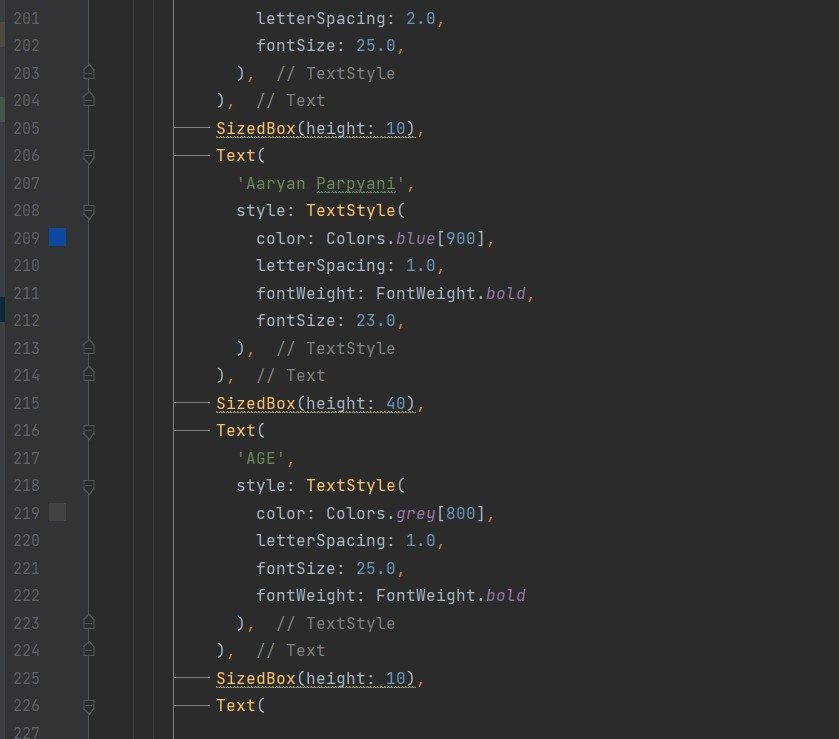 201 letterSpacing: 2.0,
202 fontSize: 25.0,
203 ), // TextStyle
204 ), // Text
205 SizedBox(height: 10),
206 Text(
207 'Aaryan Parpyani',
208 style: TextStyle(
209 color: Colors.blue[900],
210 letterSpacing: 1.0,
211 fontWeight: FontWeight.bold,
212 fontSize: 23.0,
213 ), // TextStyle
214 ), // Text
215 SizedBox(height: 40),
216 Text(
217 'AGE',
218 style: TextStyle(
219 color: Colors.grey[800],
220 letterSpacing: 1.0,
221 fontSize: 25.0,
222 fontWeight: FontWeight.bold
223 ), // TextStyle
224 ), // Text
225 SizedBox(height: 10),
226 Text(
227